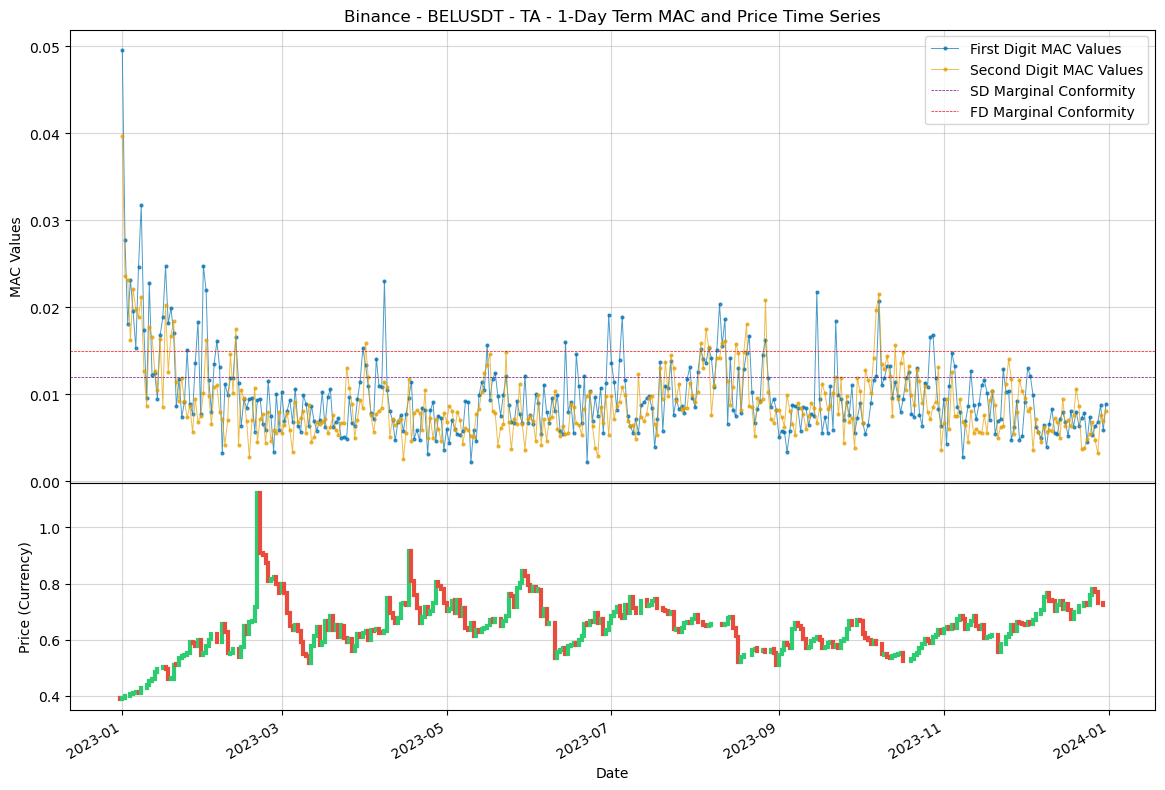 Binance - BELUSDT - TA - 1-Day Term MAC and Price Time Series
First Digit MAC Values
Second Digit MAC Values
SD Marginal Conformity
FD Marginal Conformity
MAC Values
0.05
0.04
0.03
0.02
0.01
0.00
Price (Currency)
1.0
0.8
0.6
0.4
2023-01
2023-03
2023-05
2023-07
2023-09
2023-11
2024-01
Date